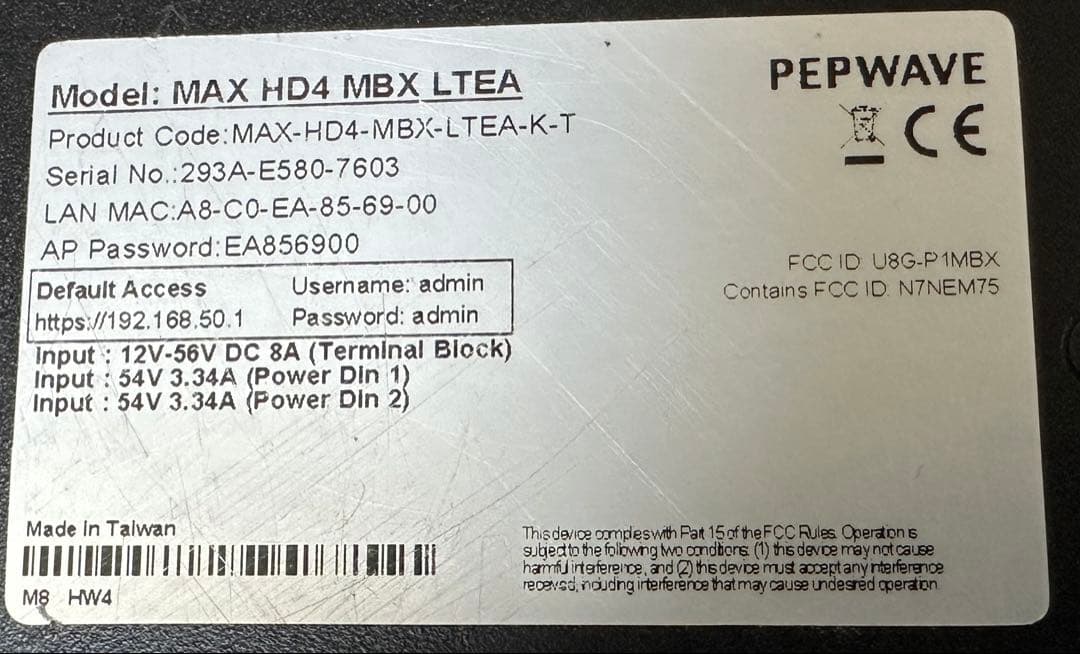 Model: MAX HD4 MBX LTEA
PEPWAVE
Product Code:MAX-HD4-MBX-LTEA-K-T
CE
Serial No.:293A-E580-7603
LAN MAC:A8-C0-EA-85-69-00
AP Password:EA856900
FCC ID U8G-P1MBX
Contains FCC ID. N7NEM75
Default Access Username: admin
https://192.168.50.1 Password: admin
Input : 12V-56V DC 8A (Terminal Block)
Input : 54V 3.34A (Power Din 1)
Input : 54V 3.34A (Power Din 2)
Made in Taiwan
M8 HW4
This device complies with Part 15 of the FCC Rules. Operation is
subject to the following two conditions: (1) this device may not cause
harmful interference, and (2) this device must accept any interference
received, including interference that may cause undesired operation.